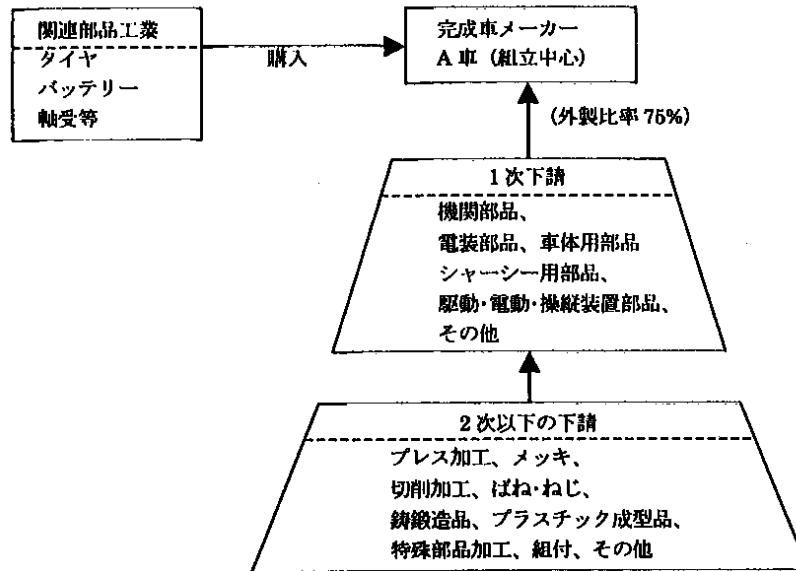 関連部品工業
タイヤ
バッテリー
軸受等
購入
完成車メーカー
A車（組立中心）
(外製比率 75%)
1次下請
機関部品、
電装部品、車体用部品
シャーシー用部品、
駆動・電動・操縦装置部品、
その他
2次以下の下請
プレス加工、メッキ、
切削加工、ばね・ねじ、
鋳鍛造品、プラスチック成型品、
特殊部品加工、組付、その他